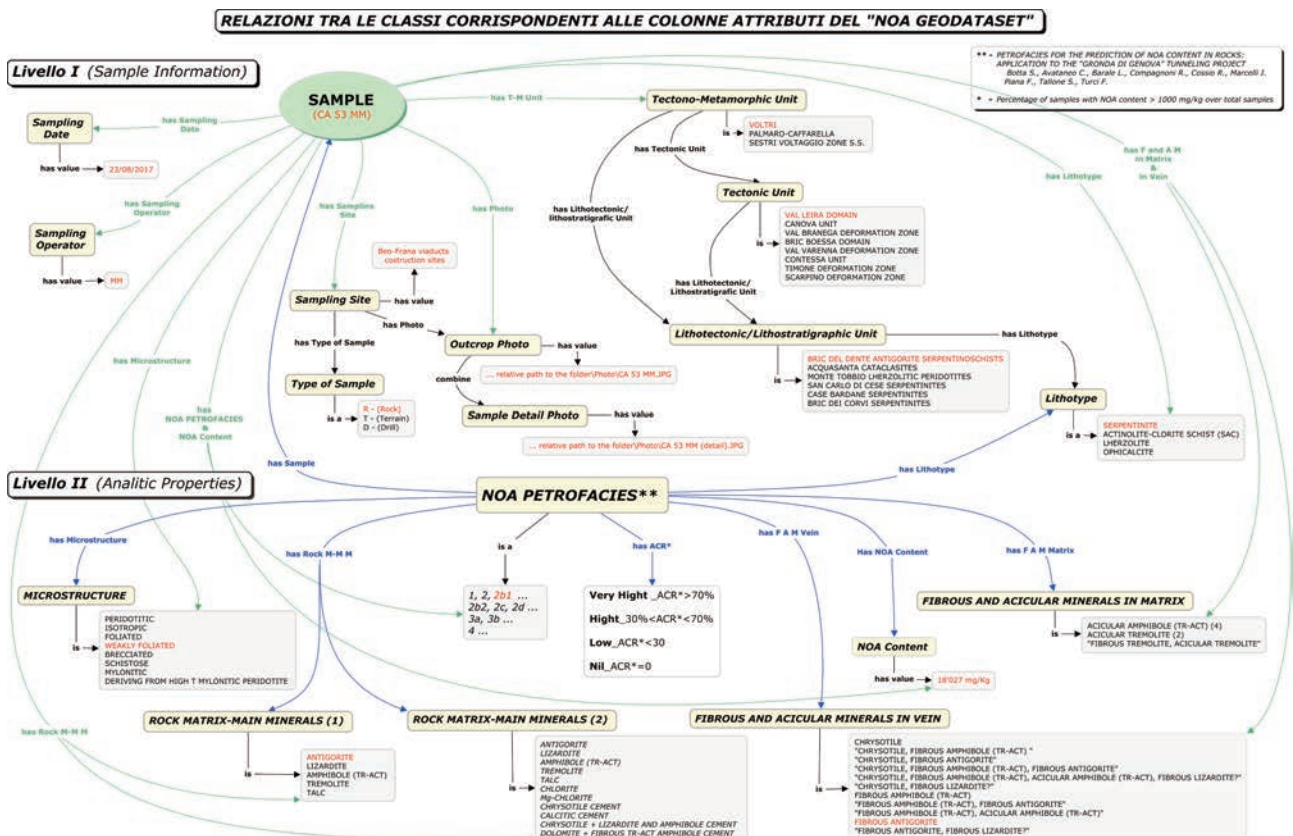 RELAZIONI TRA LE CLASSI CORRISPONDENTI ALLE COLONNE ATTRIBUTI DEL "NOA GEODATASET"
** - PETROFACIES FOR THE PREDICTION OF NOA CONTENT IN ROCKS:
APPLICATION TO THE "GRONDA DI GENOVA" TUNNELING PROJECT
Botta S., Avataneo C., Barale L., Compagnoni R., Cossio R., Marcelli I.
Piana F., Tallone S., Turci F.
* = Percentage of samples with NOA content > 1000 mg/kg over total samples
Livello I (Sample Information)
SAMPLE
(CA 53 MM)
has T-M Unit
Tectono-Metamorphic Unit
is
VOLTRI
PALMARO-CAFFARELLA
SESTRI VOLTAGGIO ZONE S.S.
has Sampling
Date
Sampling
Date
has value
23/08/2017
has Sampling
Operator
Sampling
Operator
has value
MM
has Tectonic Unit
Tectonic Unit
is
VAL LEIRA DOMAIN
CANOVA UNIT
VAL BRANEGA DEFORMATION ZONE
BRIC BOESSA DOMAIN
VAL VARENNA DEFORMATION ZONE
CONTESSA UNIT
TIMONE DEFORMATION ZONE
SCARPINO DEFORMATION ZONE
has Lithotype
has F and A M
in Matrix
&
in Vein
has Sampling
Site
has Photo
has Lithotectonic/
lithostratigrafic Unit
Beo-Frana viaducts
costruction sites
has value
Sampling Site
has Photo
has Type of Sample
Type of Sample
is a
R - (Rock)
T - (Terrain)
D - (Drill)
Outcrop Photo
has value
... relative path to the folder\Photo\CA 53 MM.JPG
combine
Sample Detail Photo
has value
... relative path to the folder\Photo\CA 53 MM (detail).JPG
has Lithotectonic/
Lithostratigrafic Unit
Lithotectonic/Lithostratigraphic Unit
has Lithotype
is
BRIC DEL DENTE ANTIGORITE SERPENTINOSCHISTS
ACQUASANTA CATACLASITES
MONTE TOBBIO LHERZOLITIC PERIDOTITES
SAN CARLO DI CESE SERPENTINITES
CASE BARDANE SERPENTINITES
BRIC DEI CORVI SERPENTINITES
Lithotype
is a
SERPENTINITE
ACTINOLITE-CLORITE SCHIST (SAC)
LHERZOLITE
OPHICALCITE
has Microstructure
has
NOA PETROFACIES
&
NOA Content
has Sample
has Lithotype
Livello II (Analitic Properties)
NOA PETROFACIES**
has Microstructure
has Rock M-M M
is a
has ACR*
has F A M Vein
Has NOA Content
has F A M Matrix
MICROSTRUCTURE
is
PERIDOTITIC
ISOTROPIC
FOLIATED
WEAKLY FOLIATED
BRECCIATED
SCHISTOSE
MYLONITIC
DERIVING FROM HIGH T MYLONITIC PERIDOTITE
1, 2, 2b1 ...
2b2, 2c, 2d ...
3a, 3b ...
4 ...
Very Hight _ACR*>70%
Hight_30%<ACR*<70%
Low_ACR*<30
Nil_ACR*=0
FIBROUS AND ACICULAR MINERALS IN MATRIX
is
ACICULAR AMPHIBOLE (TR-ACT) (4)
ACICULAR TREMOLITE (2)
"FIBROUS TREMOLITE, ACICULAR TREMOLITE"
NOA Content
has value
18'027 mg/Kg
ROCK MATRIX-MAIN MINERALS (1)
ROCK MATRIX-MAIN MINERALS (2)
FIBROUS AND ACICULAR MINERALS IN VEIN
has Rock M-M M
is
ANTIGORITE
LIZARDITE
AMPHIBOLE (TR-ACT)
TREMOLITE
TALC
is
ANTIGORITE
LIZARDITE
AMPHIBOLE (TR-ACT)
TREMOLITE
TALC
CHLORITE
Mg-CHLORITE
CHRYSOTILE CEMENT
CALCITIC CEMENT
CHRYSOTILE + LIZARDITE AND AMPHIBOLE CEMENT
DOLOMITE + FIBROUS TR-ACT AMPHIBOLE CEMENT
is
CHRYSOTILE
"CHRYSOTILE, FIBROUS AMPHIBOLE (TR-ACT) "
"CHRYSOTILE, FIBROUS ANTIGORITE"
"CHRYSOTILE, FIBROUS AMPHIBOLE (TR-ACT), FIBROUS ANTIGORITE"
"CHRYSOTILE, FIBROUS AMPHIBOLE (TR-ACT), ACICULAR AMPHIBOLE (TR-ACT), FIBROUS LIZARDITE?"
"CHRYSOTILE, FIBROUS LIZARDITE?"
FIBROUS AMPHIBOLE (TR-ACT)
"FIBROUS AMPHIBOLE (TR-ACT), FIBROUS ANTIGORITE"
"FIBROUS AMPHIBOLE (TR-ACT), ACICULAR AMPHIBOLE (TR-ACT)"
FIBROUS ANTIGORITE
"FIBROUS ANTIGORITE, FIBROUS LIZARDITE?"